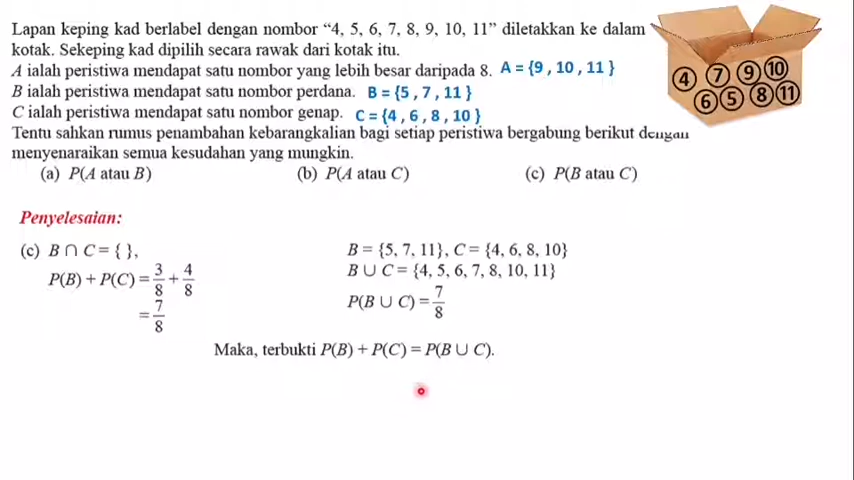 Lapan keping kad berlabel dengan nombor “4, 5, 6, 7, 8, 9, 10, 11” diletakkan ke dalam
kotak. Sekeping kad dipilih secara rawak dari kotak itu.
A ialah peristiwa mendapat satu nombor yang lebih besar daripada 8. A = {9 , 10 , 11 }
B ialah peristiwa mendapat satu nombor perdana. B = {5 , 7 , 11 }
C ialah peristiwa mendapat satu nombor genap. C = {4 , 6 , 8 , 10 }
Tentu sahkan rumus penambahan kebarangkalian bagi setiap peristiwa bergabung berikut dengan
menyenaraikan semua kesudahan yang mungkin.
(a) P(A atau B) (b) P(A atau C) (c) P(B atau C)
4 7 9 10
6 5 8 11
Penyelesaian:
(c) B ∩ C = { },
P(B) + P(C) = 3/8 + 4/8
= 7/8
B = {5, 7, 11}, C = {4, 6, 8, 10}
B ∪ C = {4, 5, 6, 7, 8, 10, 11}
P(B ∪ C) = 7/8
Maka, terbukti P(B) + P(C) = P(B ∪ C).